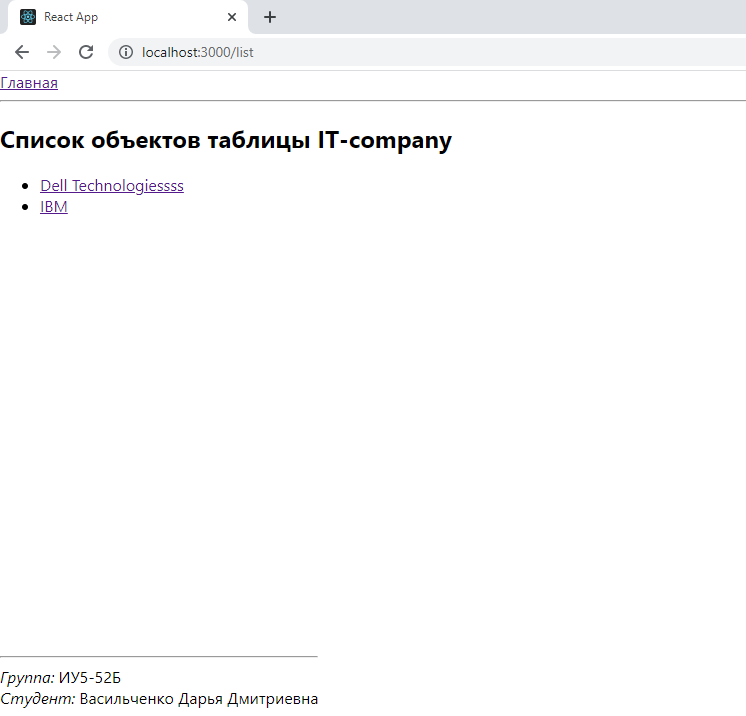 React App
localhost:3000/list
Главная
Список объектов таблицы IT-company
Dell Technologiessss
IBM
Группа: ИУ5-52Б
Студент: Васильченко Дарья Дмитриевна